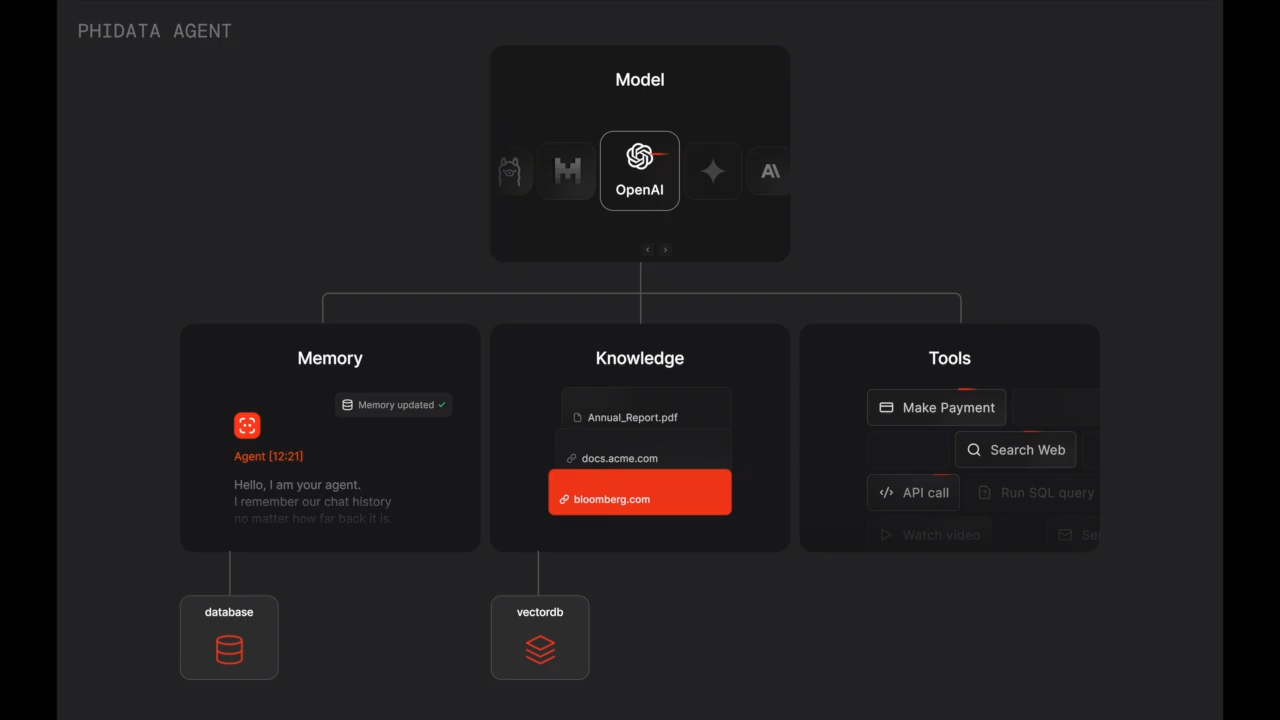 PHIDATA AGENT
Model
OpenAI
Memory
Memory updated
Agent [12:21]
Hello, I am your agent.
I remember our chat history
no matter how far back it is.
Knowledge
Annual_Report.pdf
docs.acme.com
bloomberg.com
Tools
Make Payment
Search Web
API call
Run SQL query
Watch video
database
vectordb